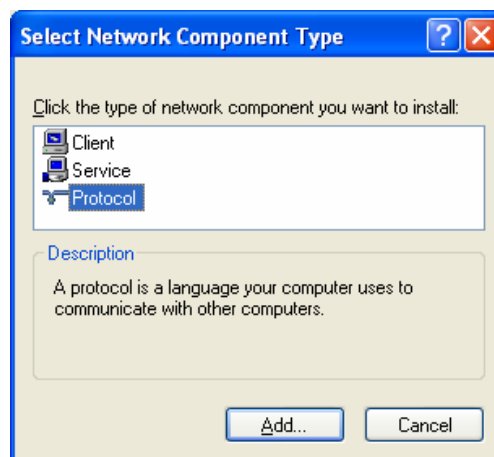 Select Network Component Type
Click the type of network component you want to install:
Client
Service
Protocol
Description
A protocol is a language your computer uses to
communicate with other computers.
Add... Cancel